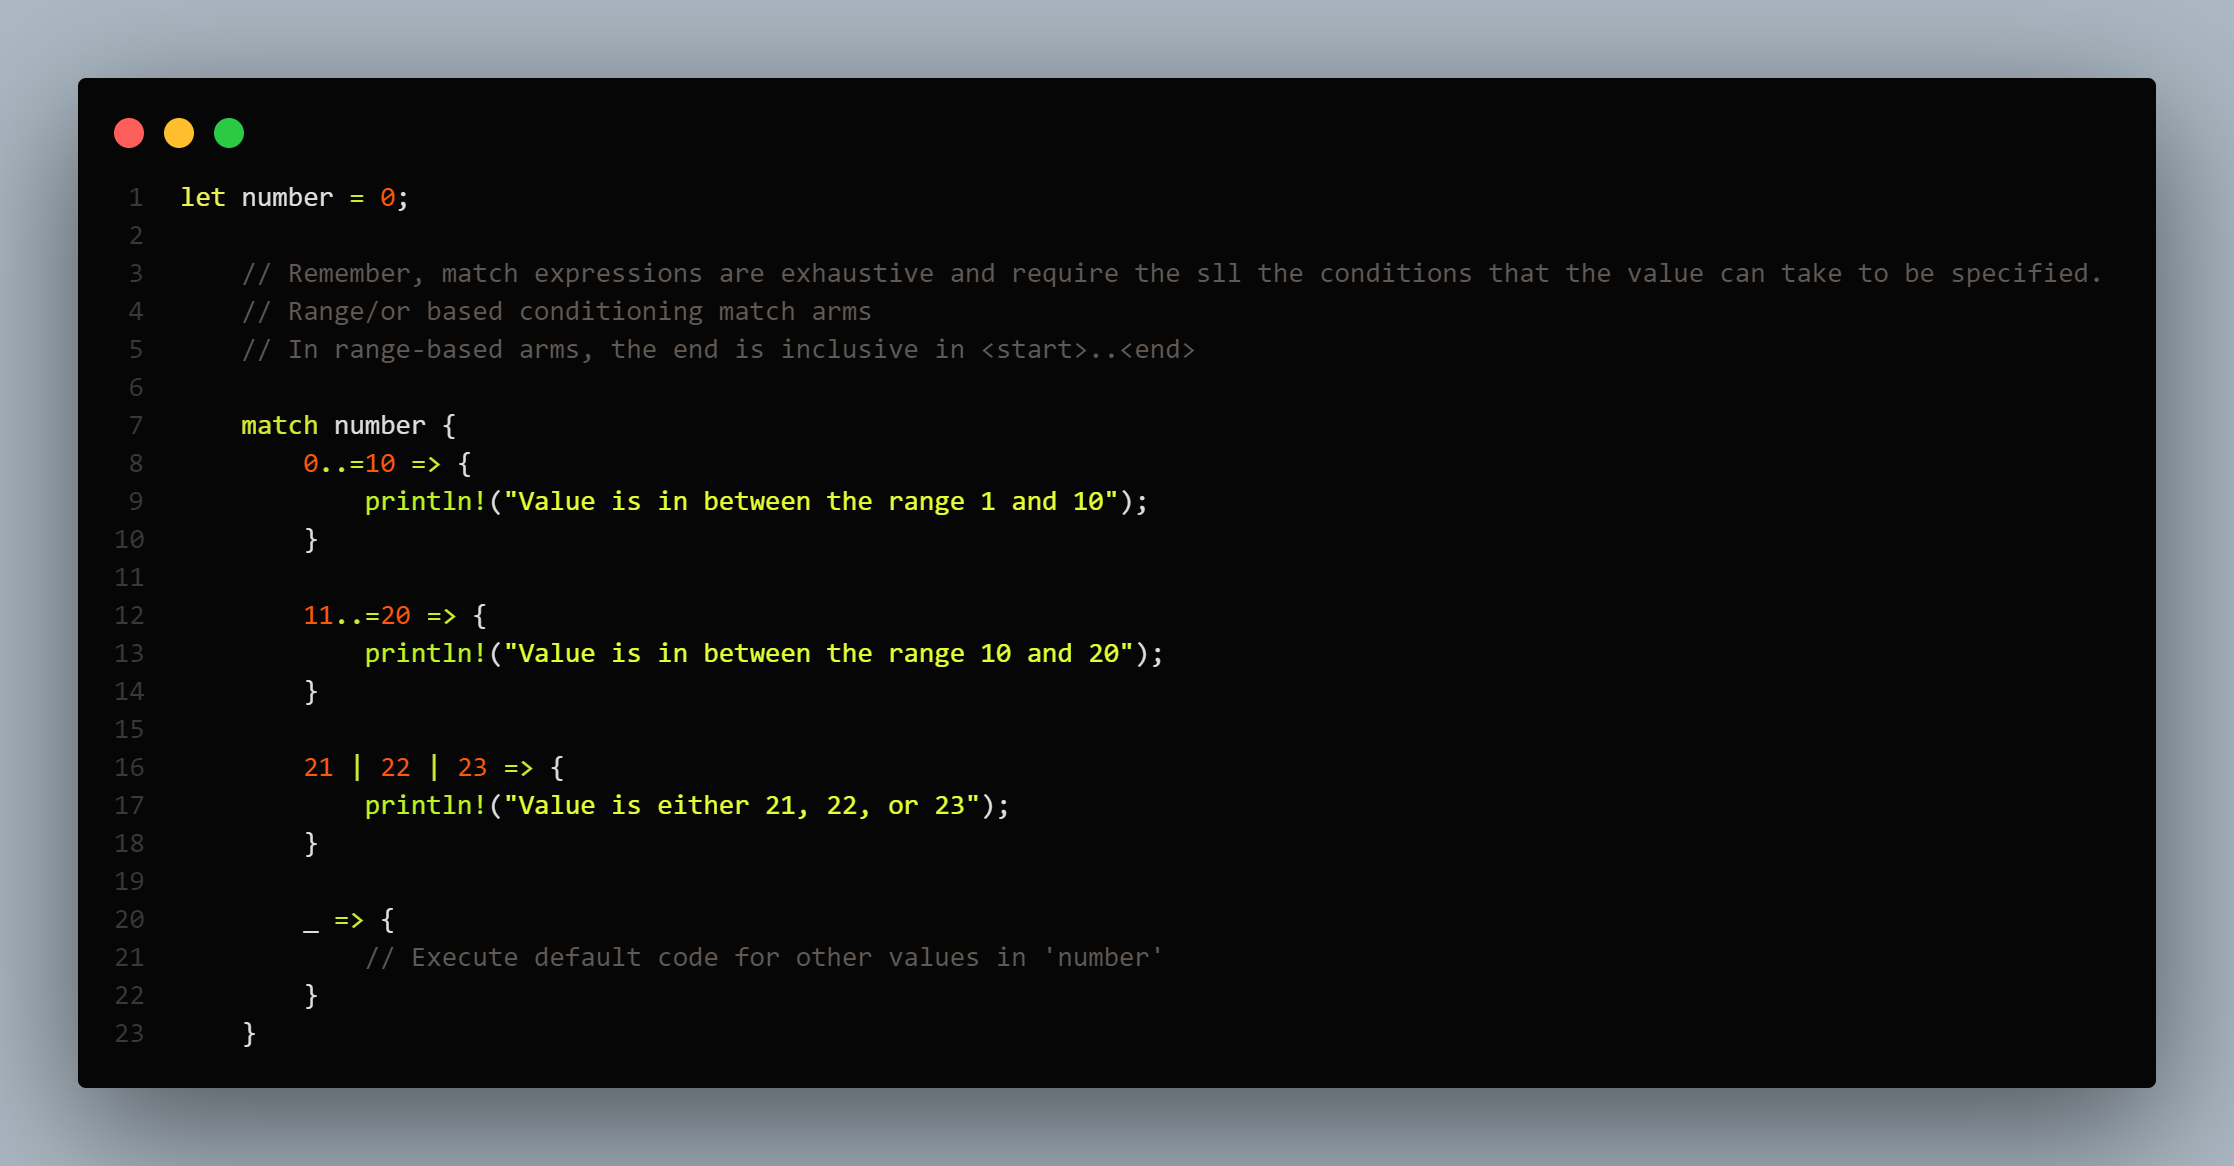 1 let number = 0;
2
3     // Remember, match expressions are exhaustive and require the sll the conditions that the value can take to be specified.
4     // Range/or based conditioning match arms
5     // In range-based arms, the end is inclusive in <start>..<end>
6
7     match number {
8         0..=10 => {
9             println!("Value is in between the range 1 and 10");
10         }
11
12         11..=20 => {
13             println!("Value is in between the range 10 and 20");
14         }
15
16         21 | 22 | 23 => {
17             println!("Value is either 21, 22, or 23");
18         }
19
20         _ => {
21             // Execute default code for other values in 'number'
22         }
23     }